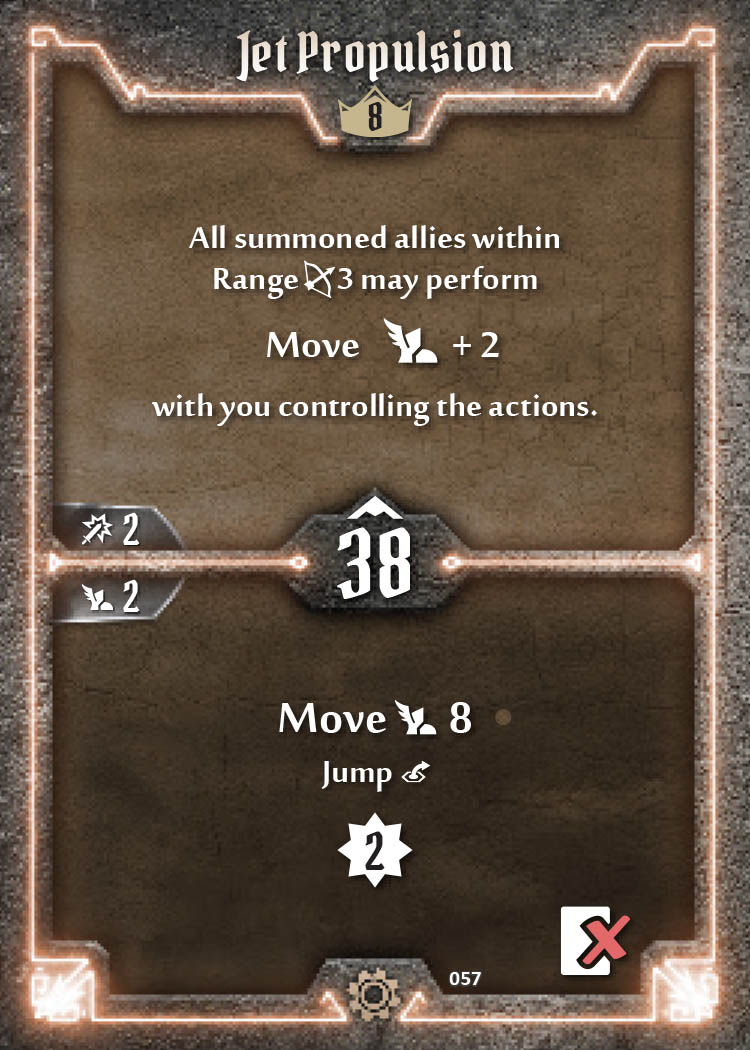 Jet Propulsion
8
All summoned allies within
Range 3 may perform
Move + 2
with you controlling the actions.
2
38
2
Move 8
Jump
2
057